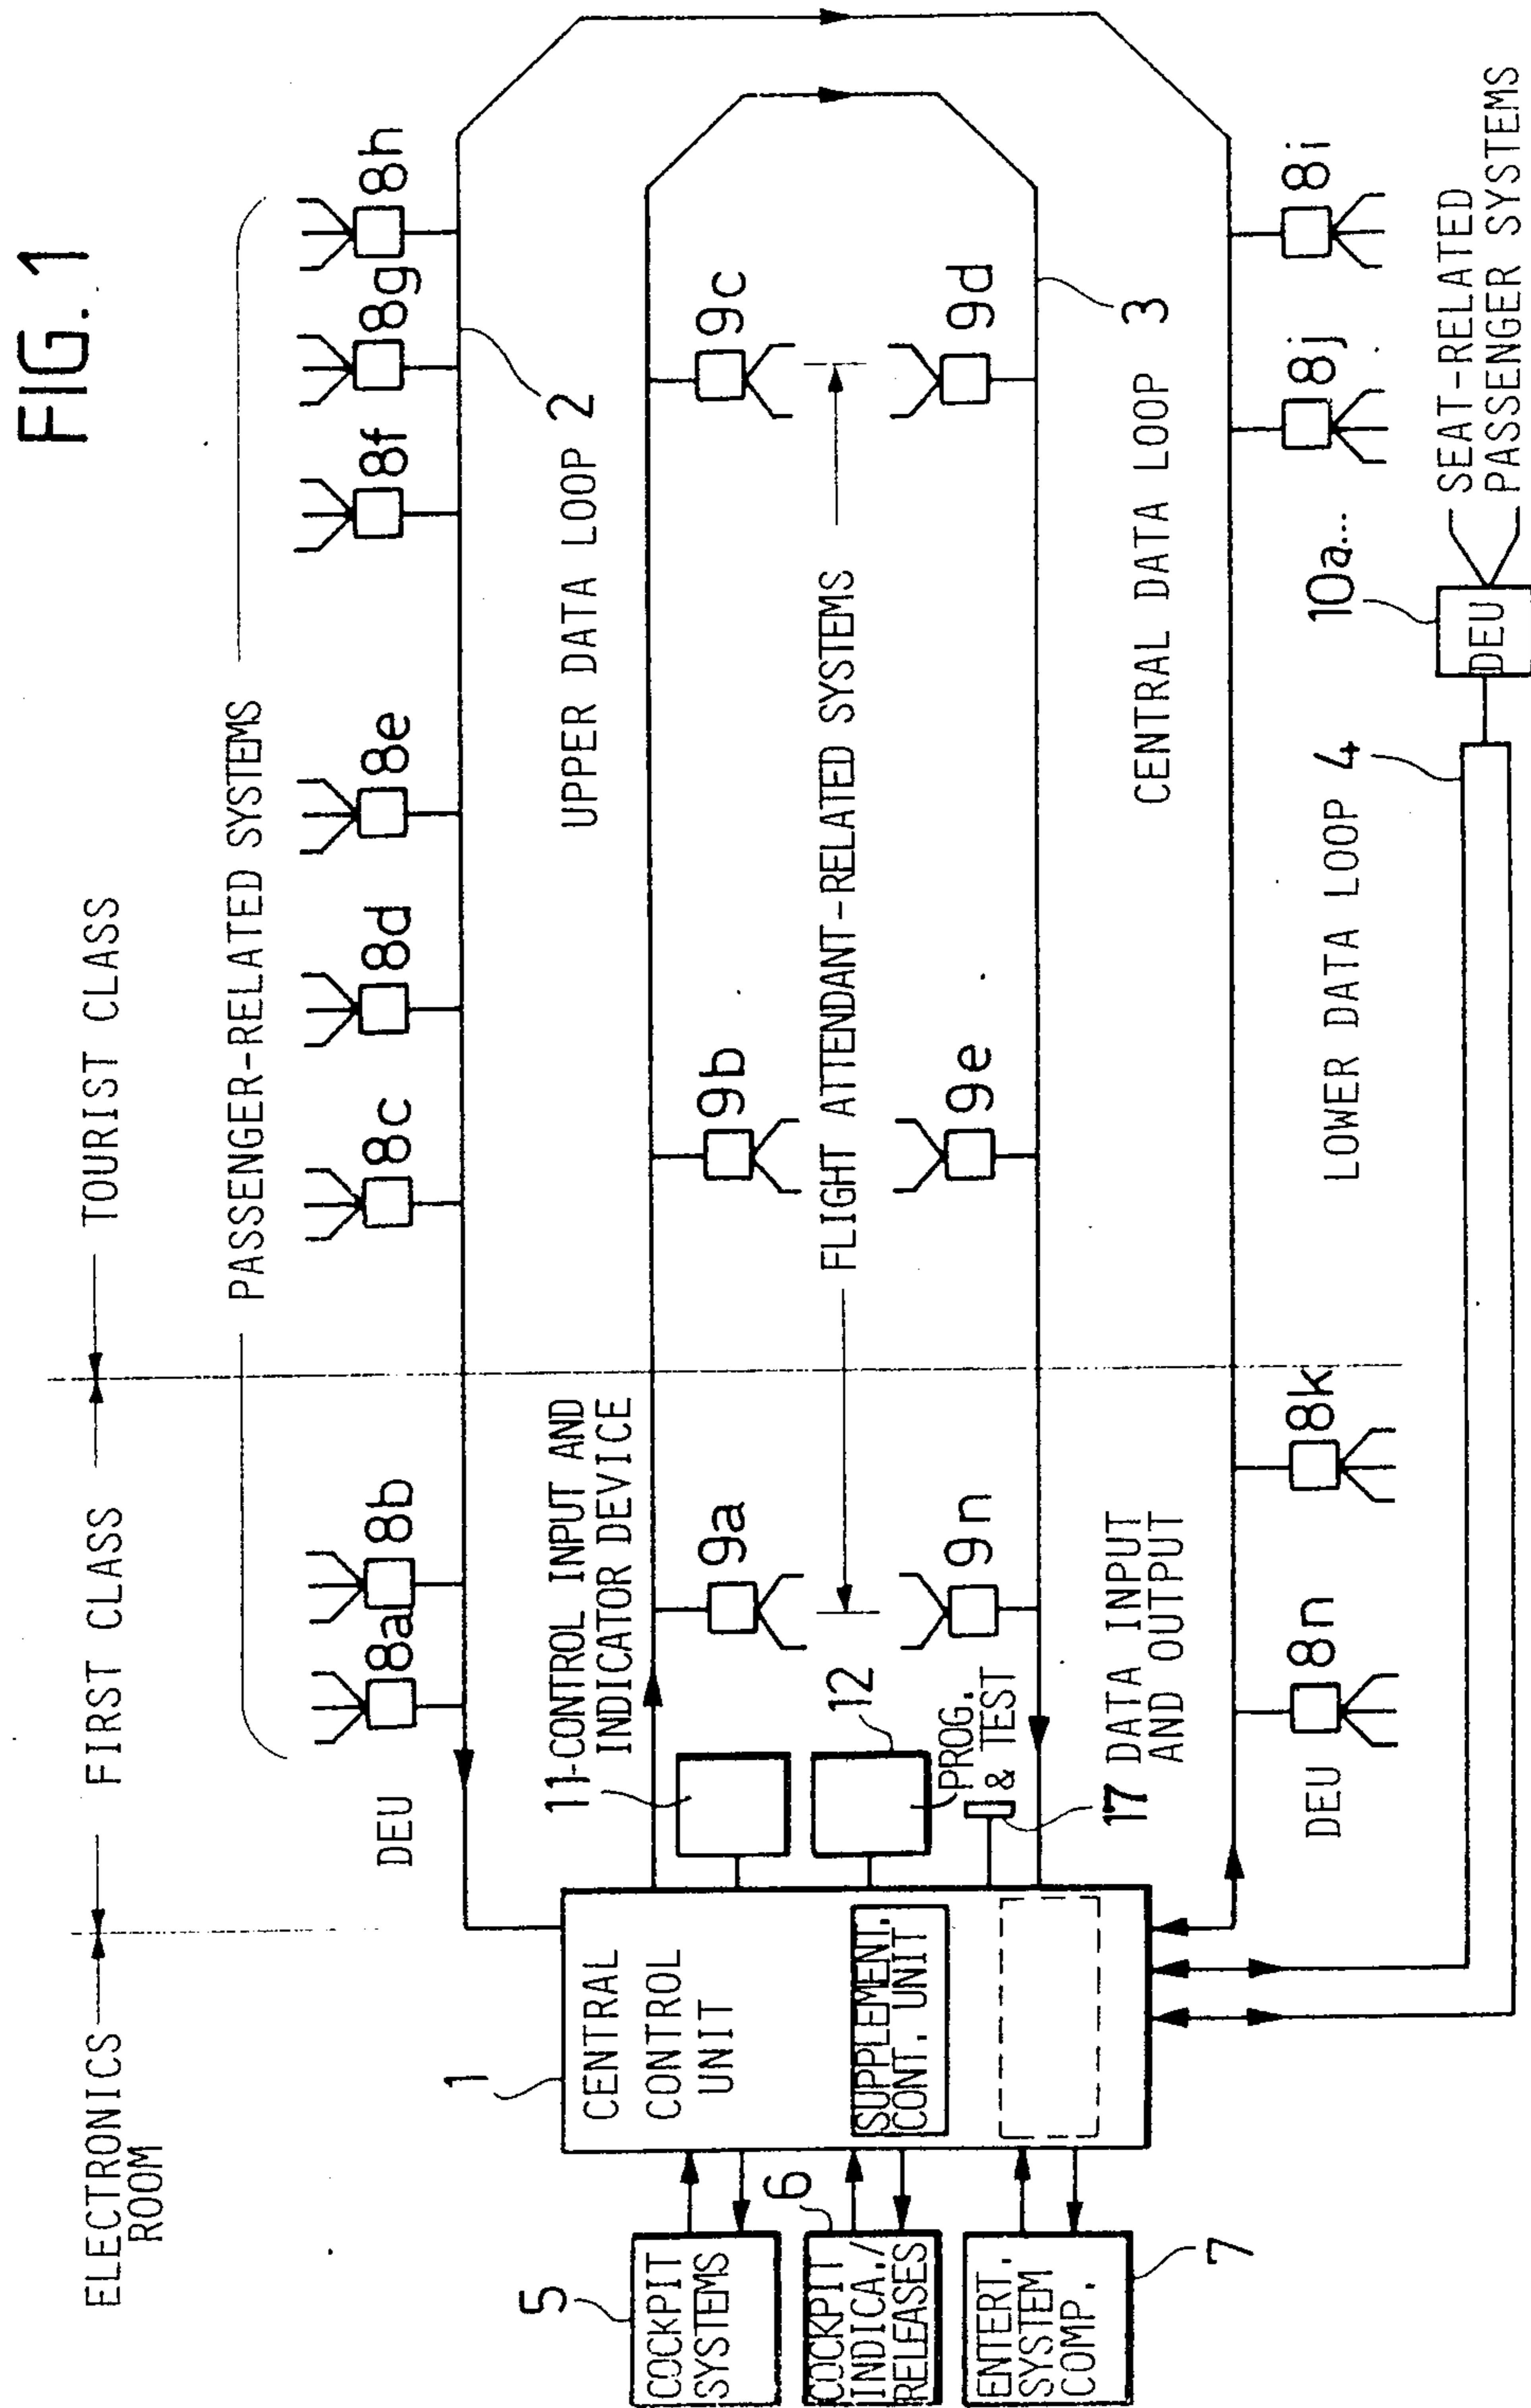 FIG. 1
ELECTRONICS
ROOM
FIRST CLASS
TOURIST CLASS
PASSENGER-RELATED SYSTEMS
DEU
8a
8b
8c
8d
8e
8f
8g
8h
2
UPPER DATA LOOP
1
CENTRAL
CONTROL
UNIT
SUPPLEMENT.
CONT. UNIT
5
COCKPIT
SYSTEMS
6
COCKPIT
INDICA./
RELEASES
7
ENTERT.
SYSTEM
COMP.
11-CONTROL INPUT AND
INDICATOR DEVICE
12
PROG.
& TEST
17 DATA INPUT
AND OUTPUT
9a
9b
9c
FLIGHT ATTENDANT-RELATED SYSTEMS
9n
9e
9d
3
CENTRAL DATA LOOP
DEU
8n
8k
8j
8i
LOWER DATA LOOP 4
10a...
DEU
SEAT-RELATED
PASSENGER SYSTEMS